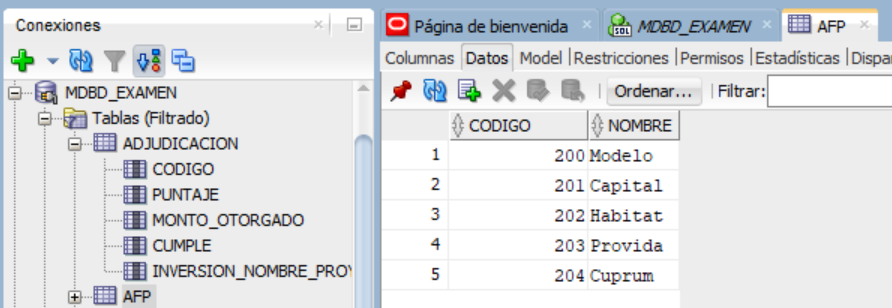 Conexiones
MDBD_EXAMEN
Tablas (Filtrado)
ADJUDICACION
CODIGO
PUNTAJE
MONTO_OTORGADO
CUMPLE
INVERSION_NOMBRE_PROY
AFP
Página de bienvenida MDBD_EXAMEN AFP
Columnas Datos Model Restricciones Permisos Estadísticas Dispar
Ordenar... Filtrar:
CODIGO NOMBRE
1 200 Modelo
2 201 Capital
3 202 Habitat
4 203 Provida
5 204 Cuprum